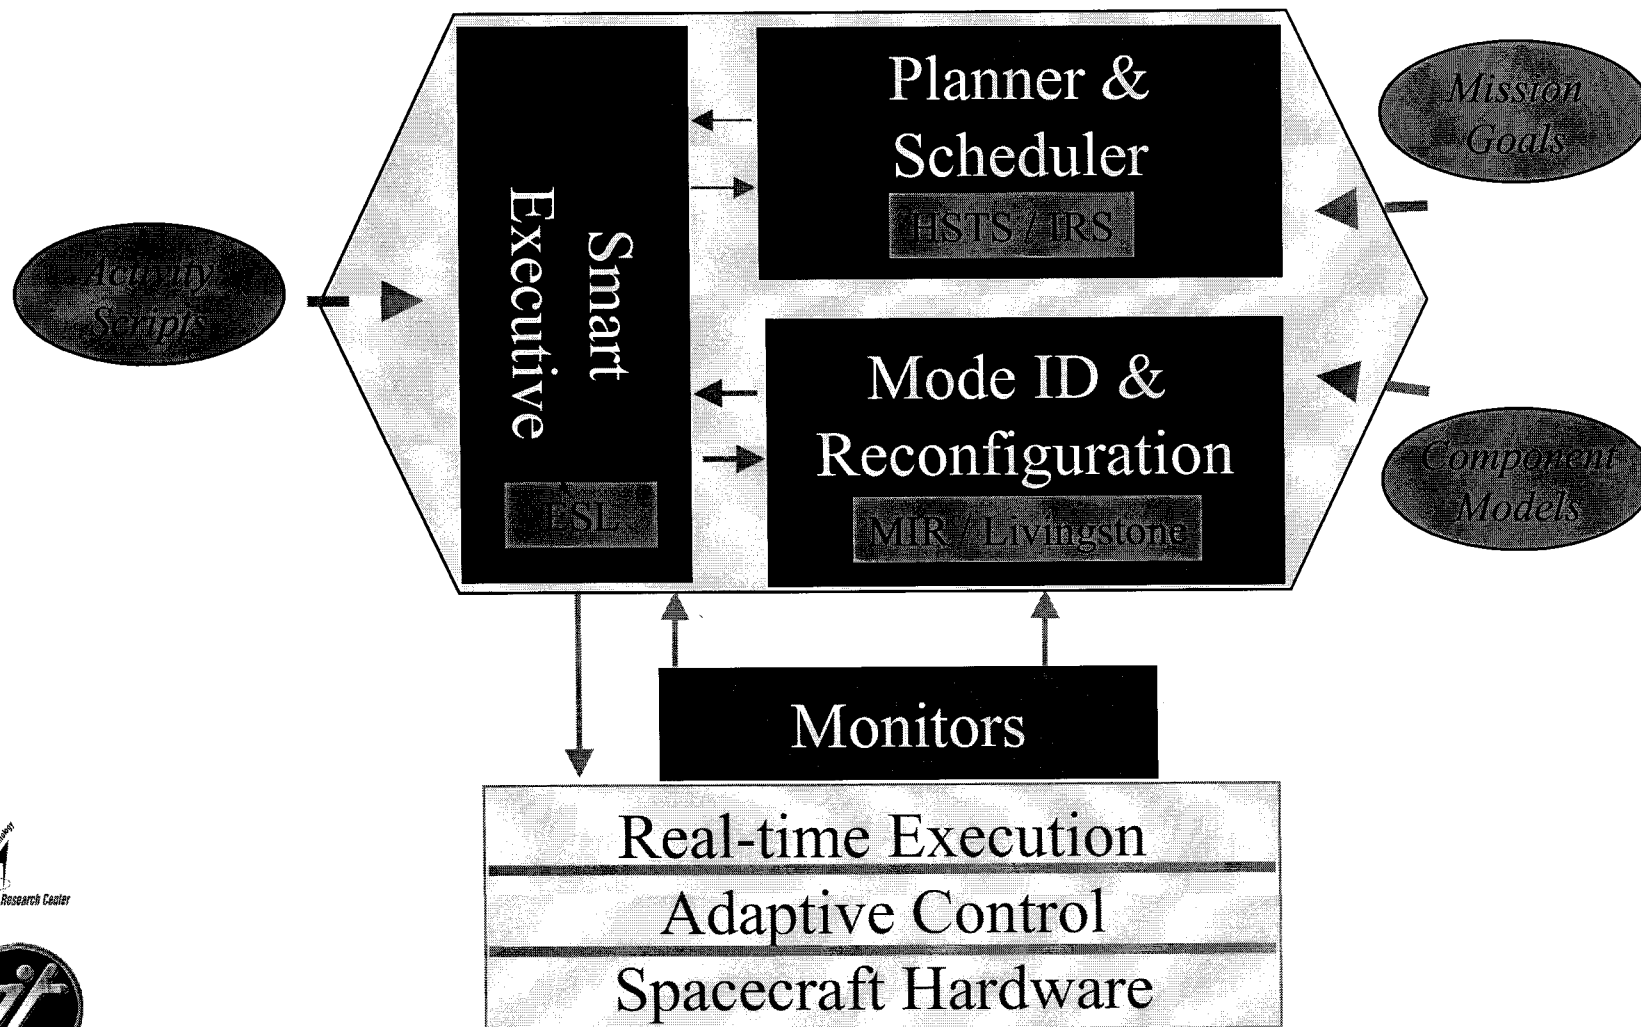 Planner &
Scheduler
HSTS / IRS
Mission
Goals
Smart
Executive
ESL
Activity
Scripts
Mode ID &
Reconfiguration
MIR / Livingstone
Component
Models
Monitors
Real-time Execution
Adaptive Control
Spacecraft Hardware
Research Center